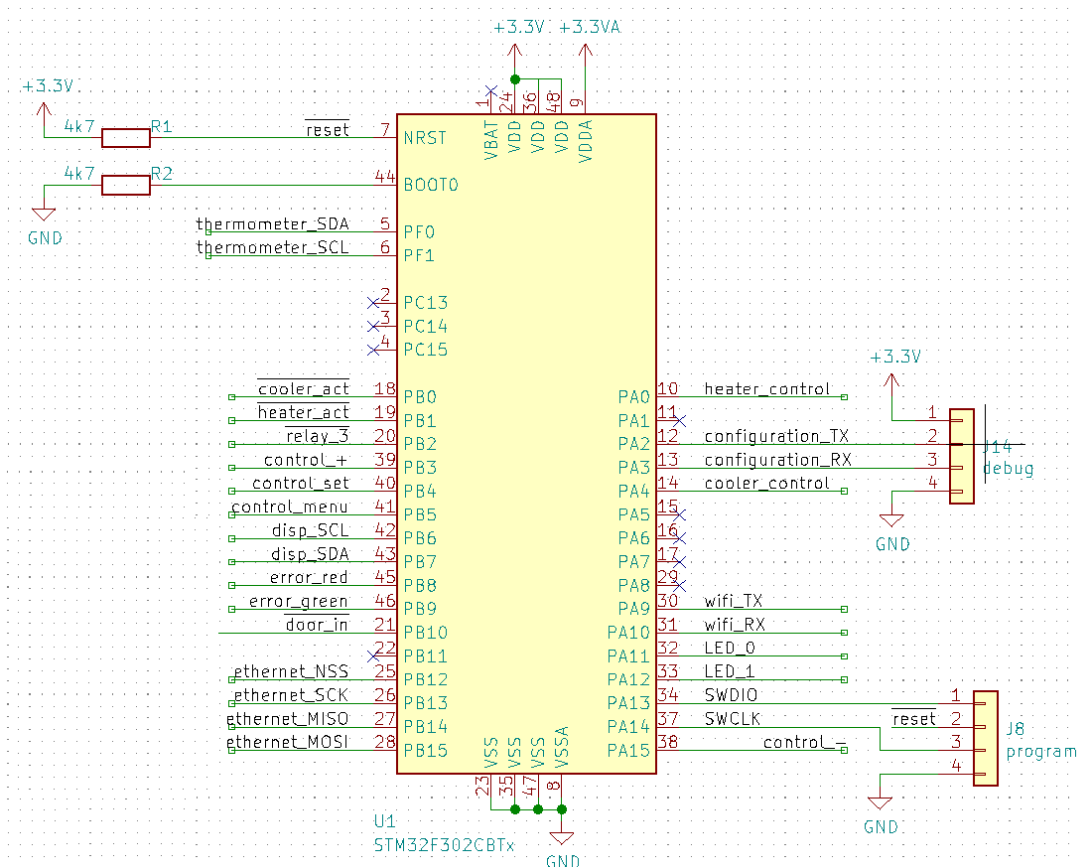 +3.3V +3.3VA
+3.3V
1 24 36 48 9
VBAT VDD VDD VDD VDDA
4k7 R1 reset 7 NRST
4k7 R2 44 BOOT0
GND
thermometer_SDA 5 PF0
thermometer_SCL 6 PF1
2 PC13
3 PC14
4 PC15
cooler_act 18 PB0 PA0 10 heater_control
heater_act 19 PB1 PA1 11
relay_3 20 PB2 PA2 12 configuration_TX
control_+ 39 PB3 PA3 13 configuration_RX
control_set 40 PB4 PA4 14 cooler_control
control_menu 41 PB5 PA5 15
disp_SCL 42 PB6 PA6 16
disp_SDA 43 PB7 PA7 17
error_red 45 PB8 PA8 29
error_green 46 PB9 PA9 30 wifi_TX
door_in 21 PB10 PA10 31 wifi_RX
22 PB11 PA11 32 LED_0
ethernet_NSS 25 PB12 PA12 33 LED_1
ethernet_SCK 26 PB13 PA13 34 SWDIO
ethernet_MISO 27 PB14 PA14 37 SWCLK
ethernet_MOSI 28 PB15 PA15 38 control_-
VSS VSS VSS VSSA
23 35 47 8
U1
STM32F302CBTx
GND
+3.3V
1
2
3
4
J14
debug
GND
1
reset 2
3
4
J8
program
GND